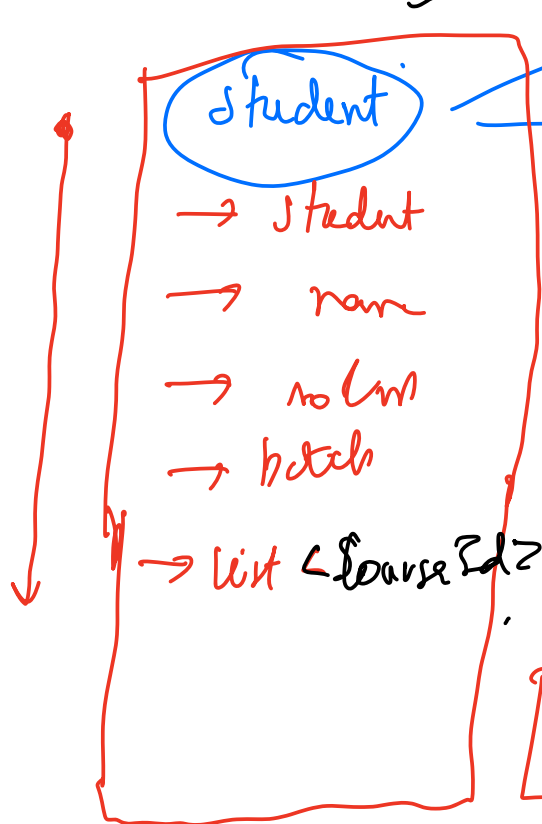 student
→ student
→ name
→ rollno
→ batch
→ list <CourseId>